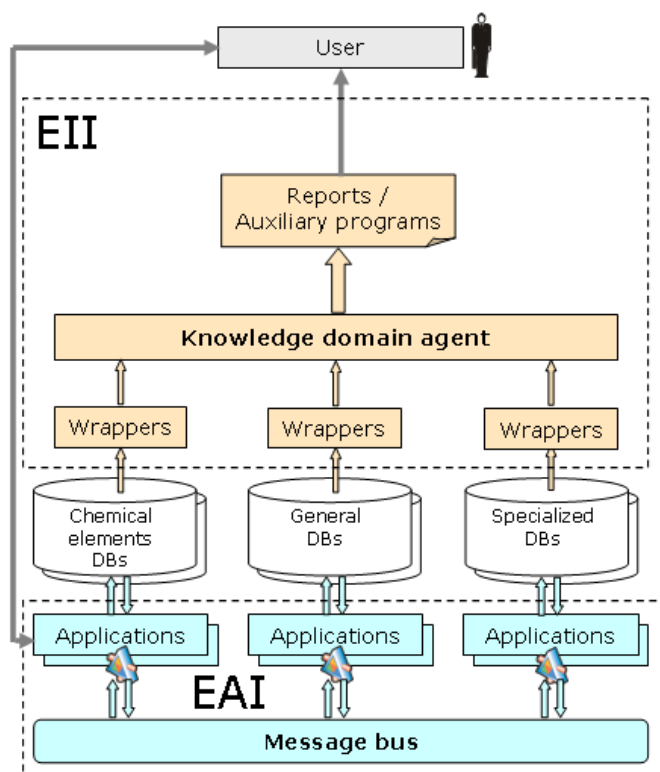 User
EII
Reports /
Auxiliary programs
Knowledge domain agent
Wrappers
Wrappers
Wrappers
Chemical
elements
DBs
General
DBs
Specialized
DBs
Applications
Applications
Applications
EAI
Message bus